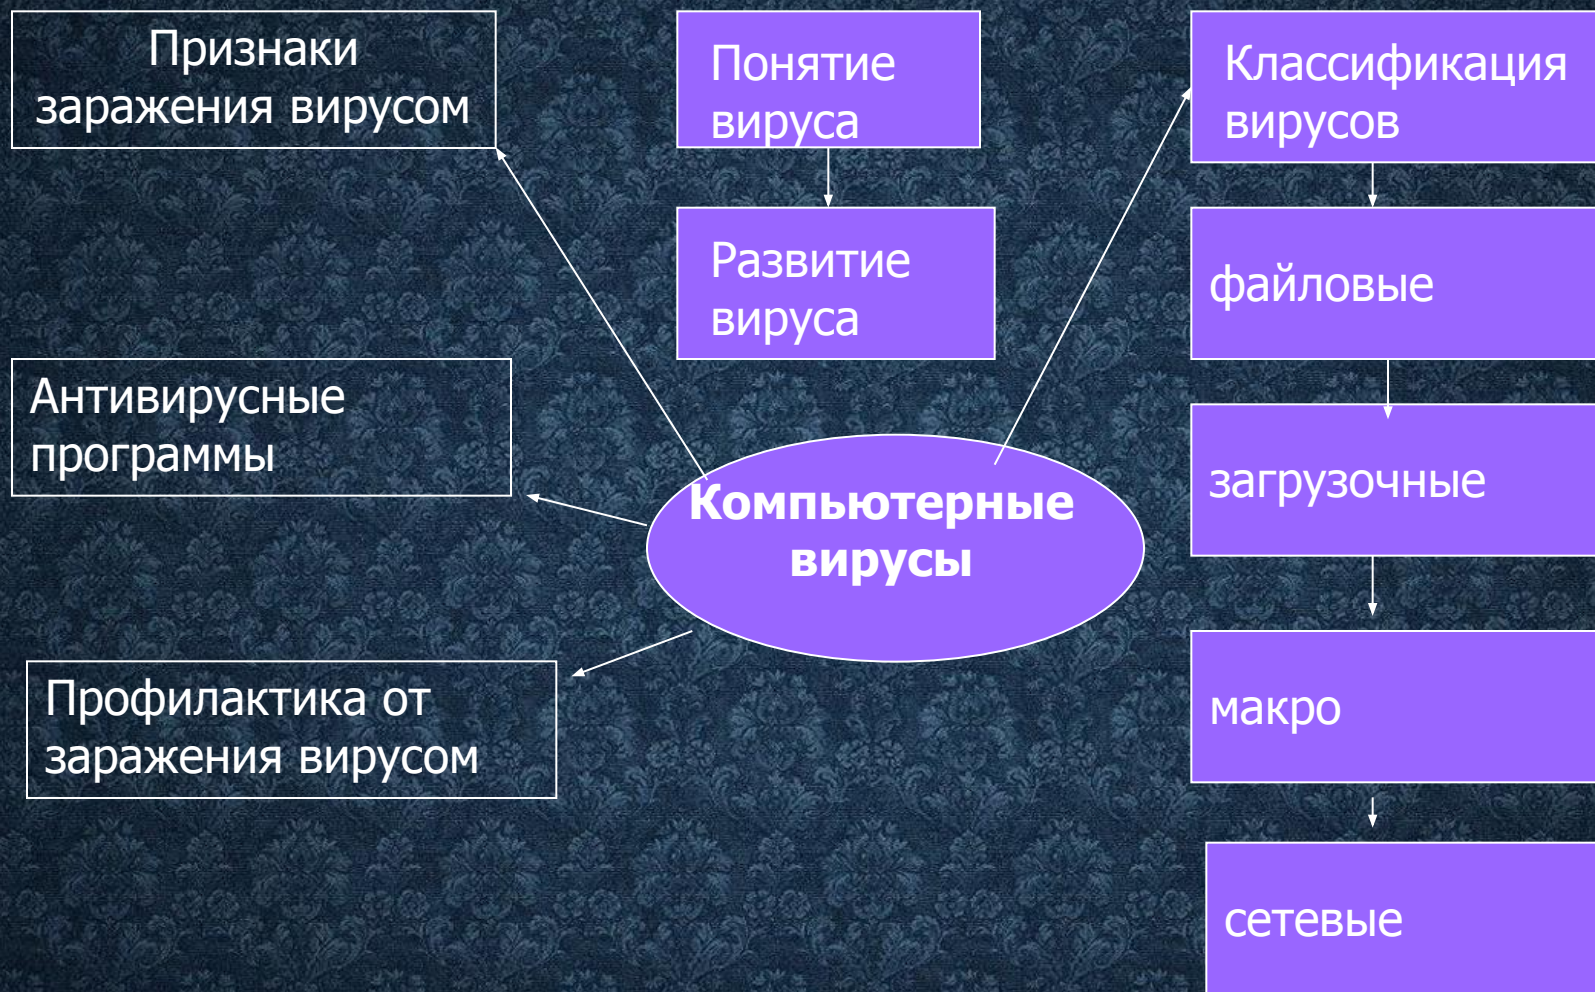 Признаки
заражения вирусом
Понятие
вируса
Классификация
вирусов
Развитие
вируса
файловые
Антивирусные
программы
загрузочные
Компьютерные
вирусы
Профилактика от
заражения вирусом
макро
сетевые